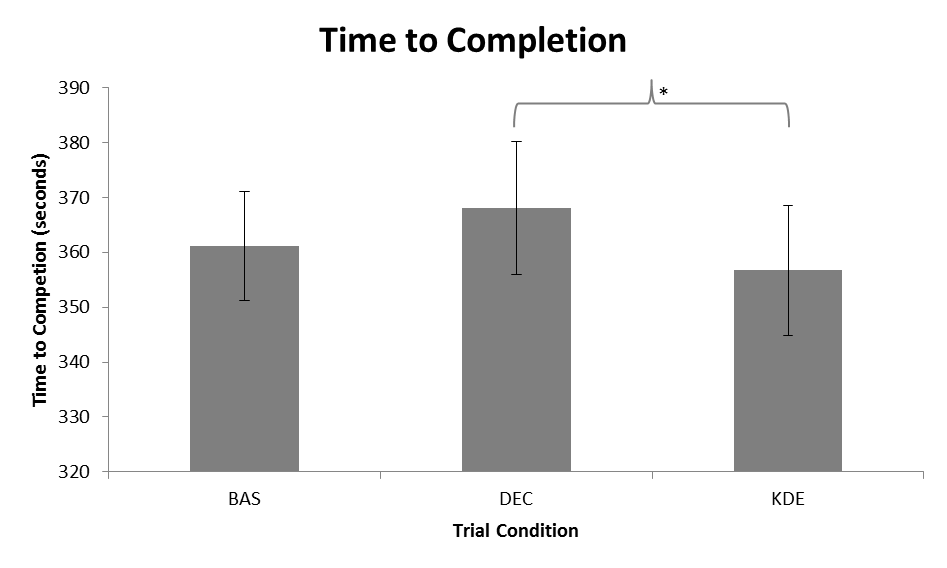 Time to Completion
*
390
380
370
360
350
340
330
320
Time to Competion (seconds)
BAS DEC KDE
Trial Condition